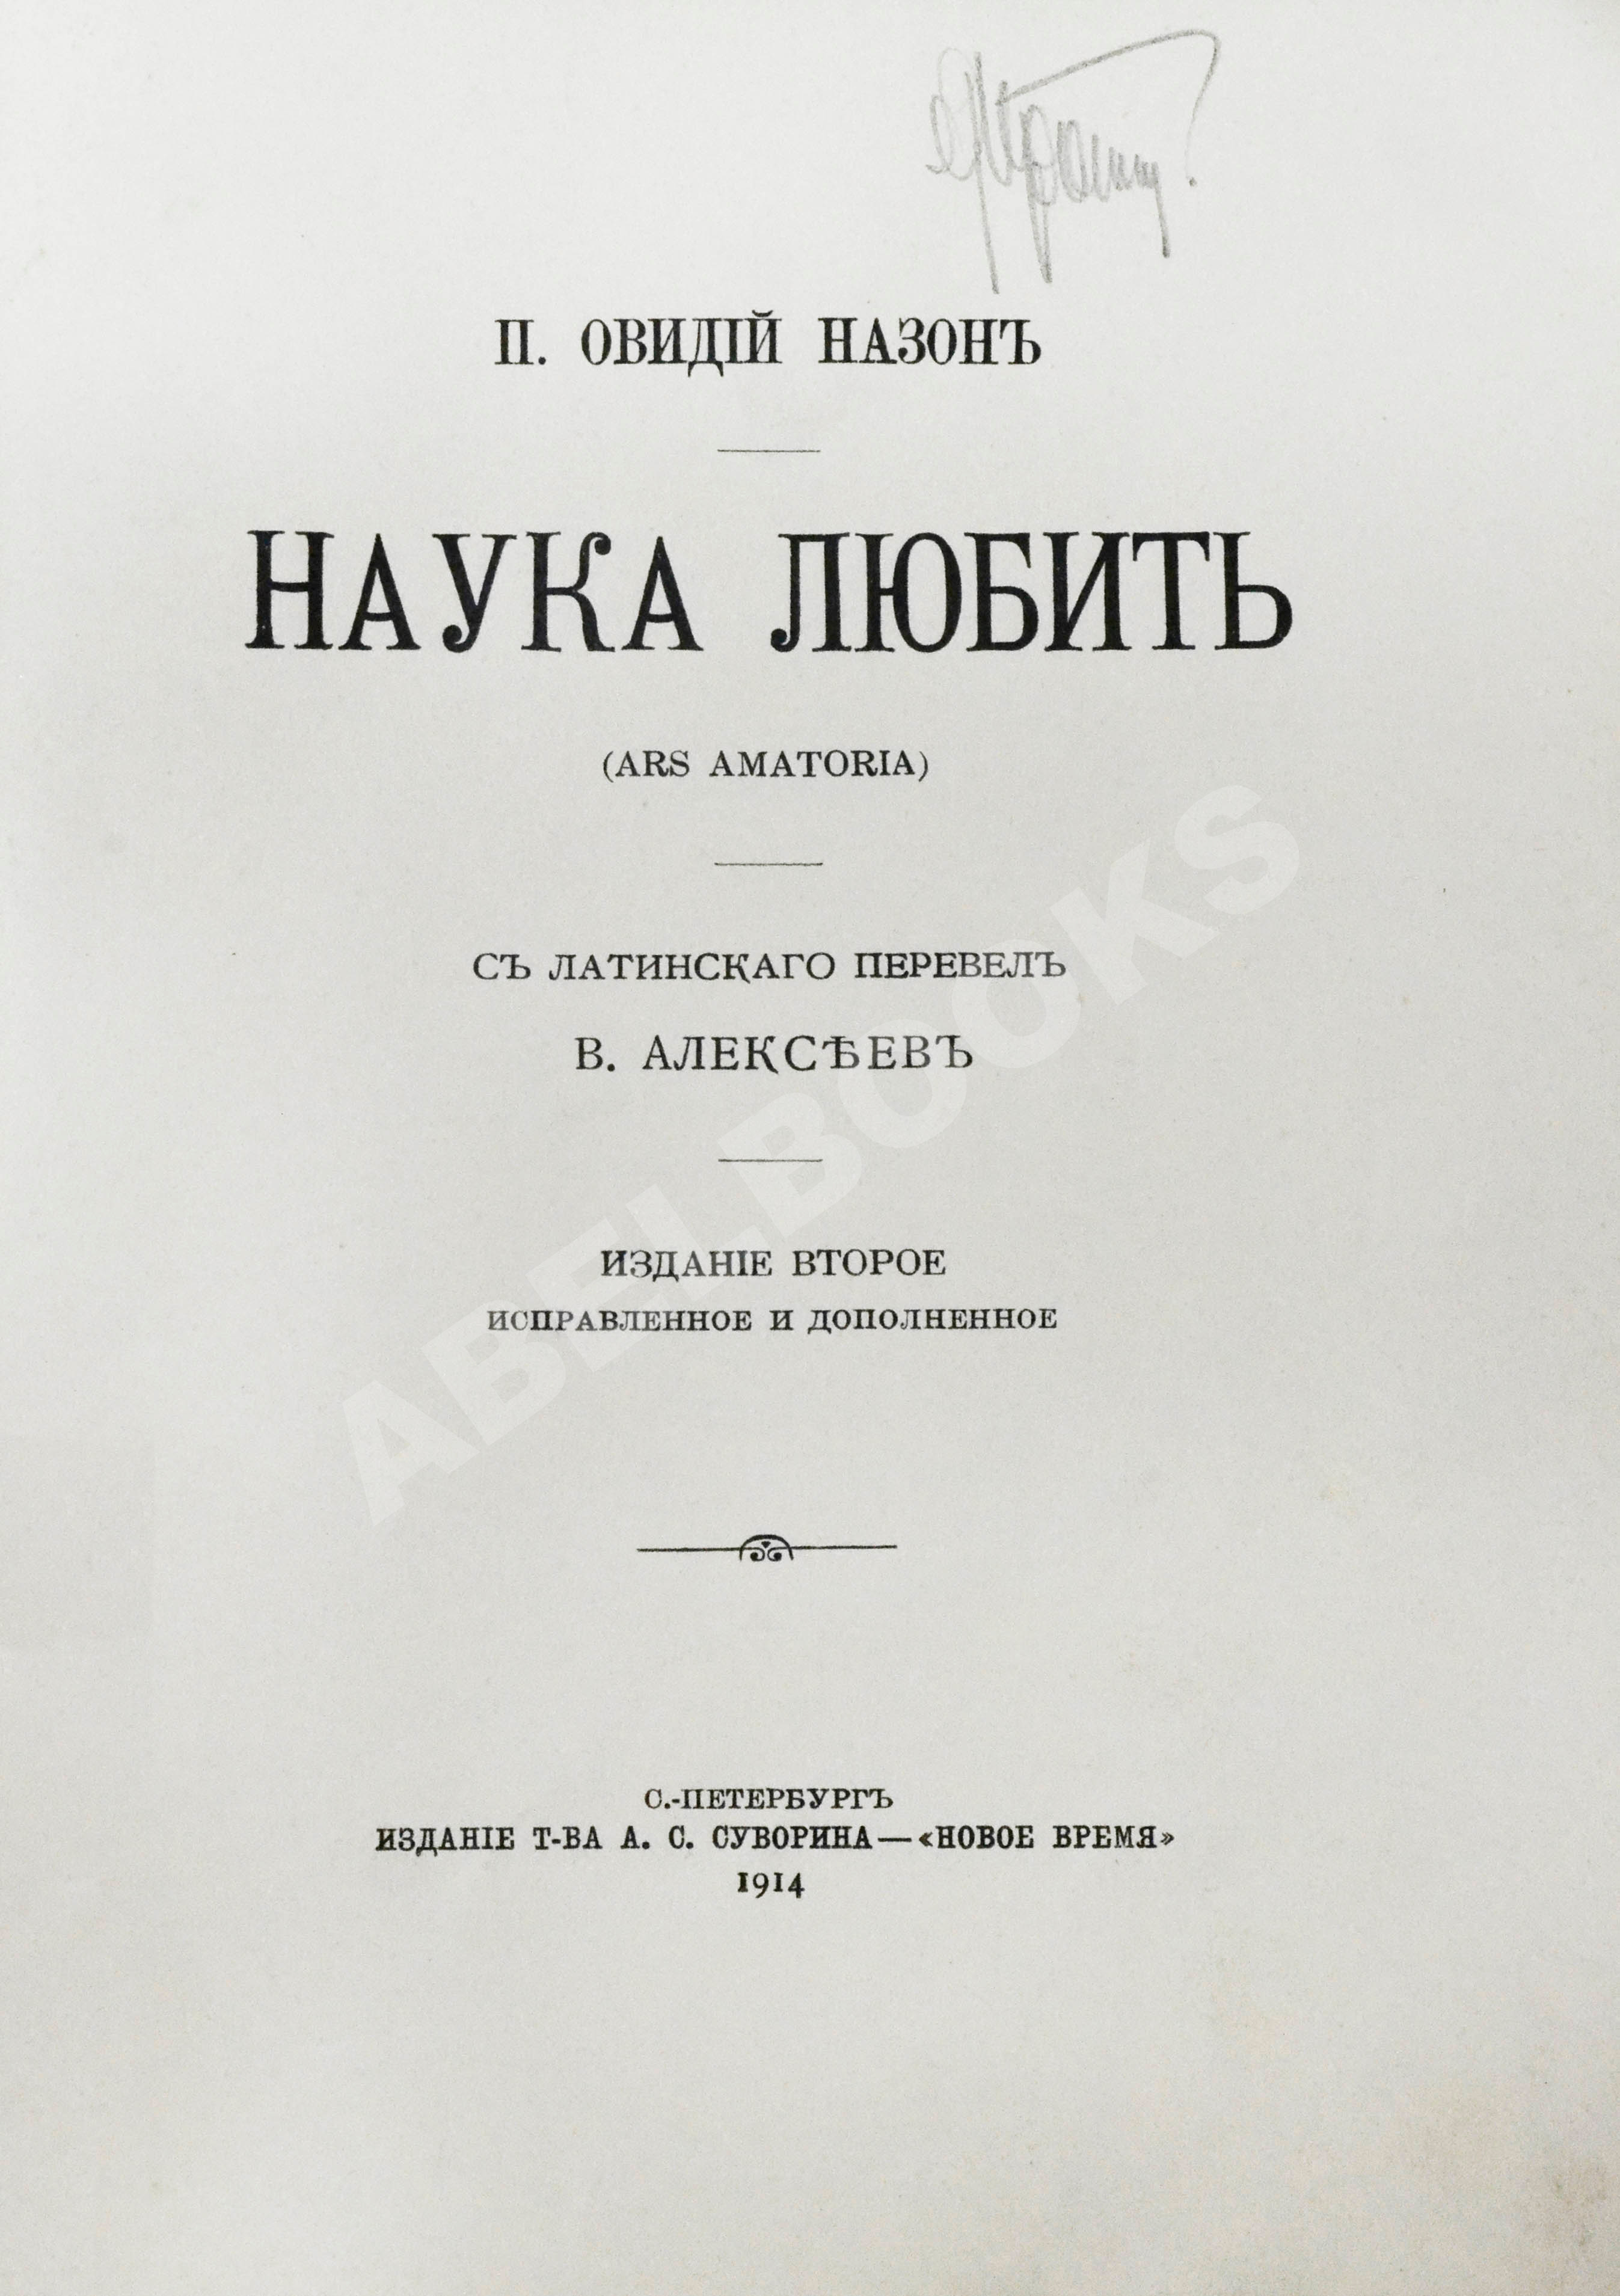 П. ОВИДІЙ НАЗОНЪ
НАУКА ЛЮБИТЬ
(ARS AMATORIA)
СЪ ЛАТИНСКАГО ПЕРЕВЕЛЪ
В. АЛЕКСѢЕВЪ
ИЗДАНІЕ ВТОРОЕ
ИСПРАВЛЕННОЕ И ДОПОЛНЕННОЕ
ABELBOOKS
С.-ПЕТЕРБУРГЪ
ИЗДАНІЕ Т-ВА А. С. СУВОРИНА—«НОВОЕ ВРЕМЯ»
1914